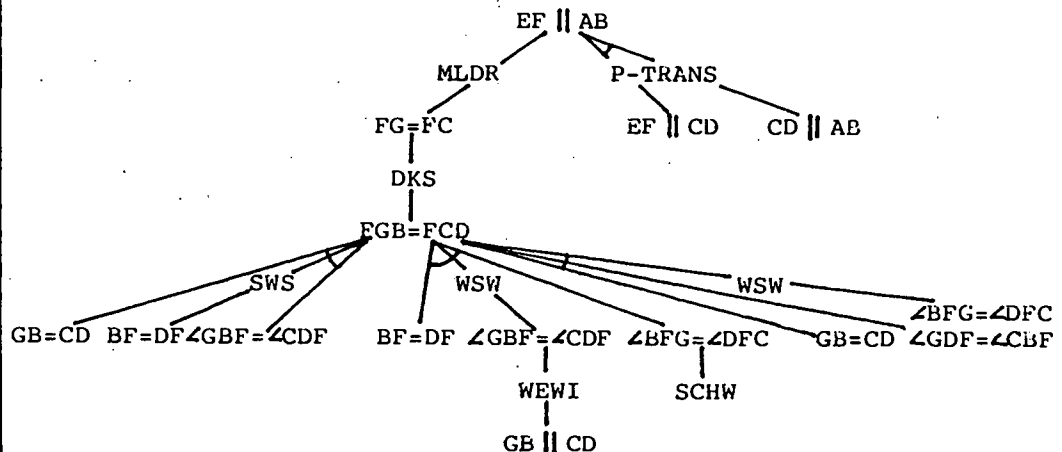 EF || AB
MLDR P-TRANS
FG=FC EF || CD CD || AB
DKS
FGB=FCD
SWS WSW WSW
∠BFG=∠DFC
GB=CD BF=DF ∠GBF=∠CDF BF=DF ∠GBF=∠CDF ∠BFG=∠DFC GB=CD ∠GDF=∠CBF
WEWI SCHW
GB || CD